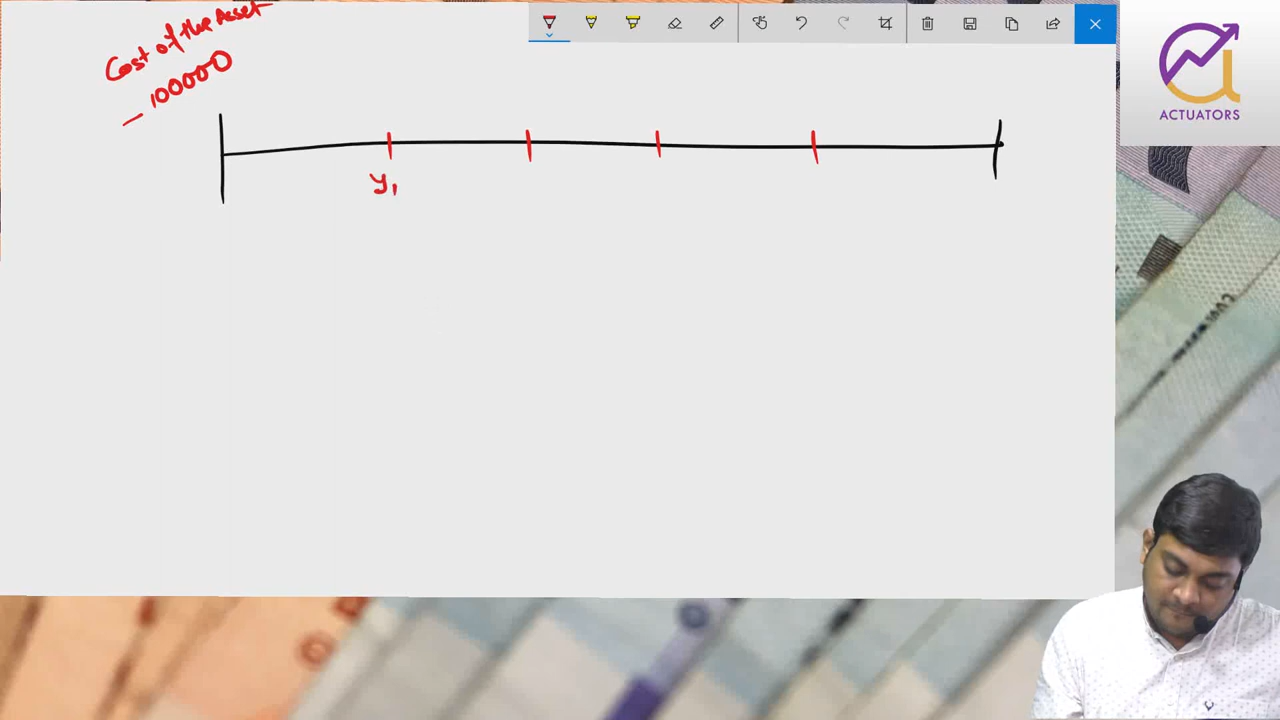 Cost of the Asset
— 100000
y1
ACTUATORS